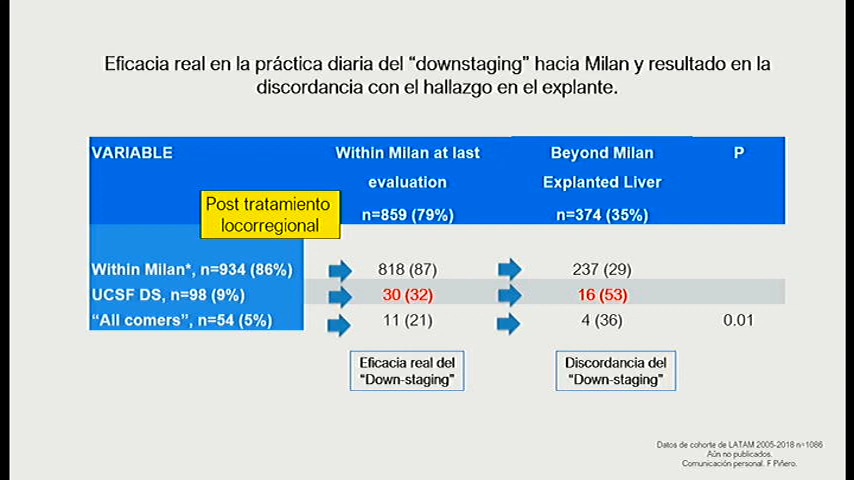 Eficacia real en la práctica diaria del “downstaging” hacia Milan y resultado en la
discordancia con el hallazgo en el explante.
VARIABLE
Within Milan at last
evaluation
n=859 (79%)
Beyond Milan
Explanted Liver
n=374 (35%)
P
Post tratamiento
locorregional
Within Milan*, n=934 (86%) 818 (87) 237 (29)
UCSF DS, n=98 (9%) 30 (32) 16 (53)
“All comers”, n=54 (5%) 11 (21) 4 (36) 0.01
Eficacia real del
“Down-staging”
Discordancia del
“Down-staging”
Datos de cohorte de LATAM 2005-2018 n=1086
Aún no publicados.
Comunicación personal. F Piñero.